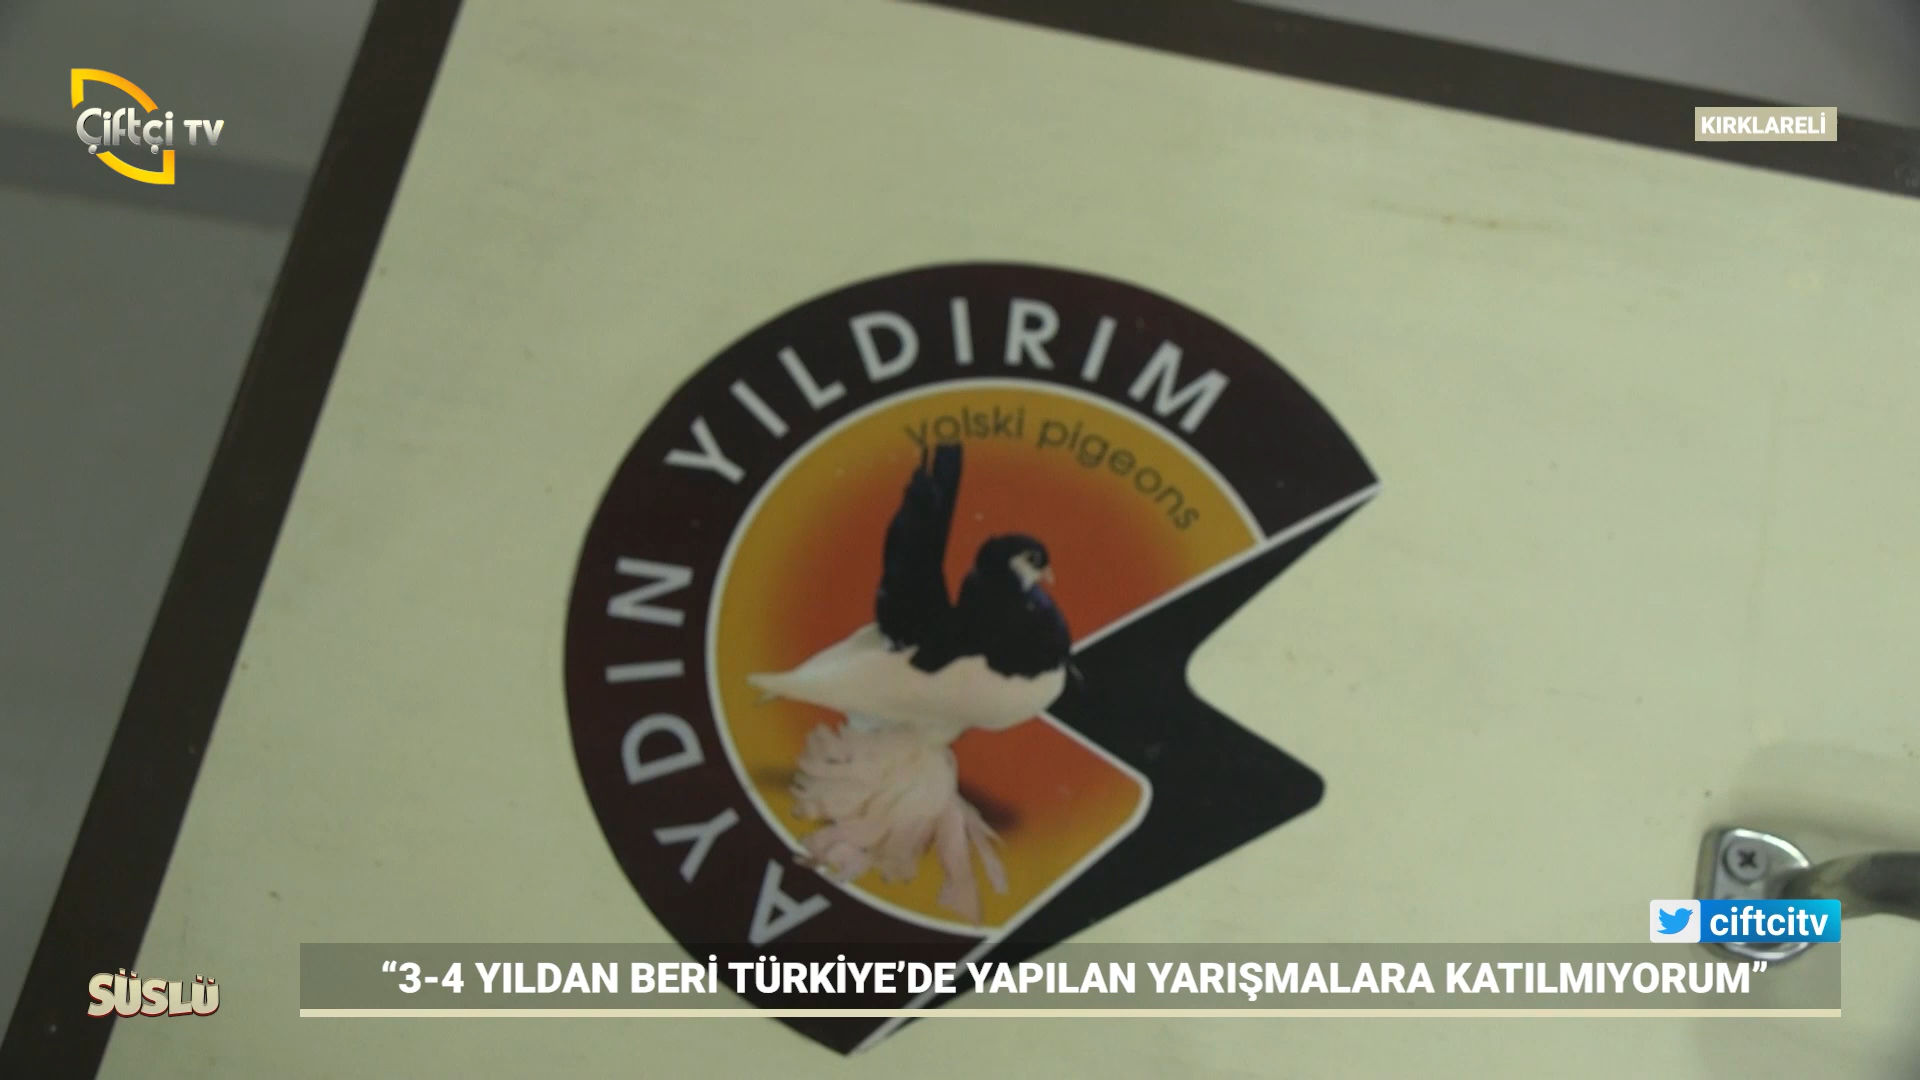 Çiftçi TV
KIRKLARELİ
AYDIN YILDIRIM
volski pigeons
ciftcitv
SÜSLÜ
“3-4 YILDAN BERİ TÜRKİYE’DE YAPILAN YARIŞMALARA KATILMIYORUM”